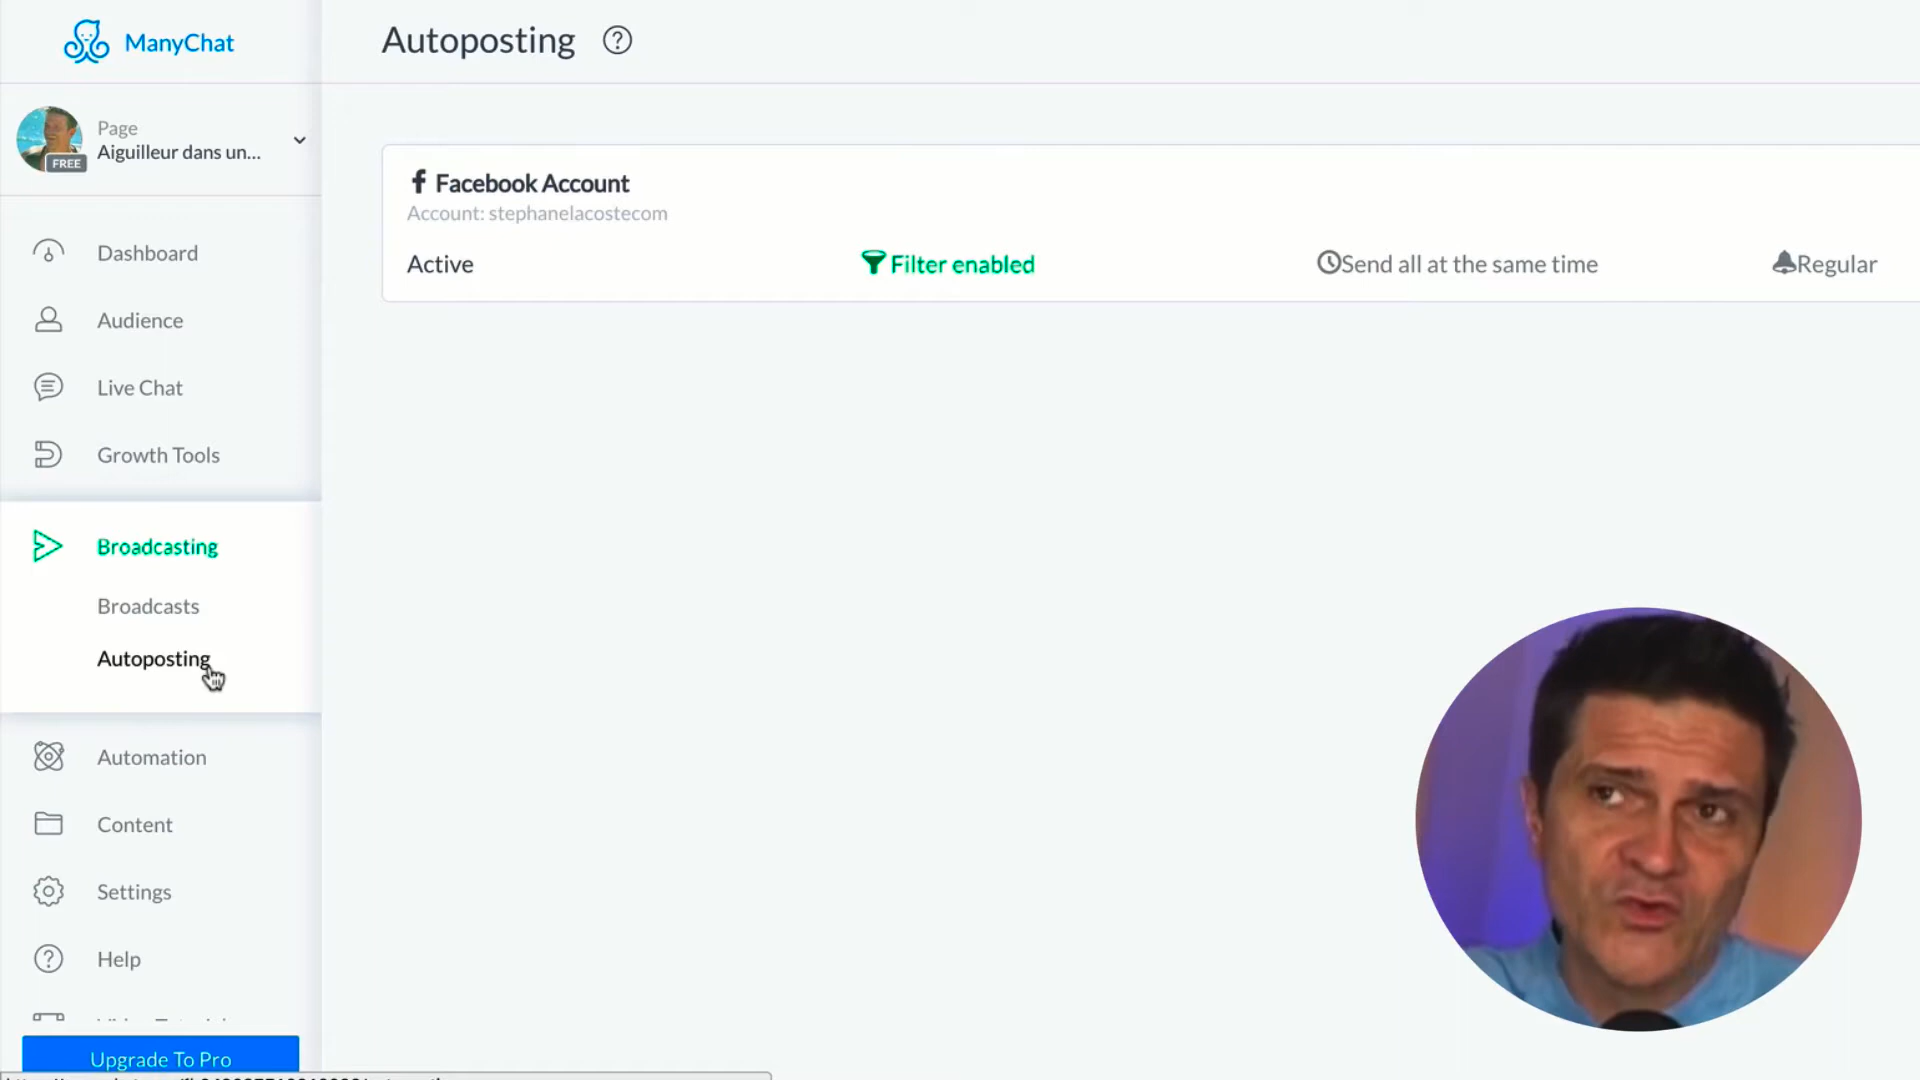 ManyChat
Autoposting
Page
Aiguilleur dans un...
FREE
Facebook Account
Account: stephanelacostecom
Active
Filter enabled
Send all at the same time
Regular
Dashboard
Audience
Live Chat
Growth Tools
Broadcasting
Broadcasts
Autoposting
Automation
Content
Settings
Help
Upgrade To Pro